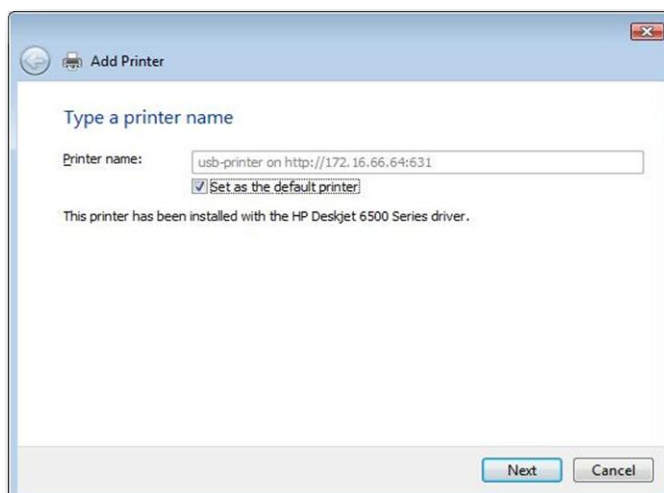 Add Printer
Type a printer name
Printer name:
usb-printer on http://172.16.66.64:631
Set as the default printer
This printer has been installed with the HP Deskjet 6500 Series driver.
Next
Cancel